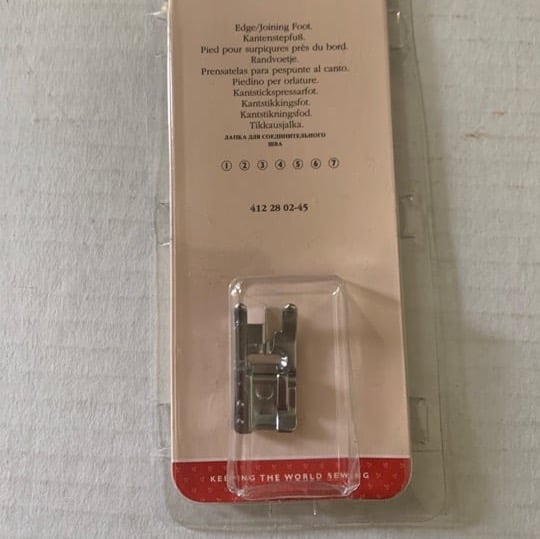 Edge/Joining Foot.
Kantenstepfuß.
Pied pour surpiqures près du bord.
Randvoetje.
Prensatelas para pespunte al canto.
Piedino per orlature.
Kantstickspressarfot.
Kantstikkingsfot.
Kantstikningsfod.
Tikkausjalka.
ЛАПКА ДЛЯ СОЕДИНИТЕЛЬНОГО
ШВА
① ② ③ ④ ⑤ ⑥ ⑦
412 28 02-45
KEEPING THE WORLD SEWING